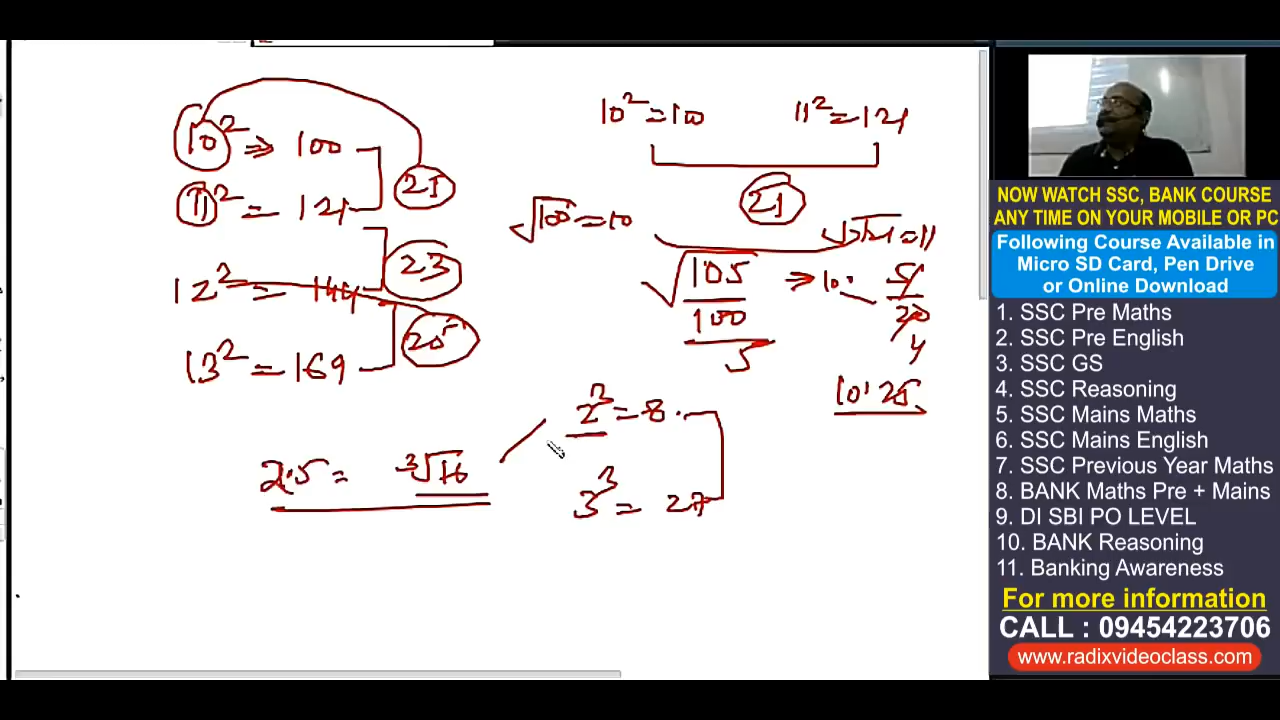 10² ⇒ 100
21
11² = 121
23
12² = 144
25
13² = 169
10² = 100
11² = 121
21
√100 = 10
√121 = 11
√105 ⇒ 10.
5/20
4
100
5
10.25
2³ = 8
2.5 = ³√16
3³ = 27
NOW WATCH SSC, BANK COURSE
ANY TIME ON YOUR MOBILE OR PC
Following Course Available in
Micro SD Card, Pen Drive
or Online Download
1. SSC Pre Maths
2. SSC Pre English
3. SSC GS
4. SSC Reasoning
5. SSC Mains Maths
6. SSC Mains English
7. SSC Previous Year Maths
8. BANK Maths Pre + Mains
9. DI SBI PO LEVEL
10. BANK Reasoning
11. Banking Awareness
For more information
CALL : 09454223706
www.radixvideoclass.com